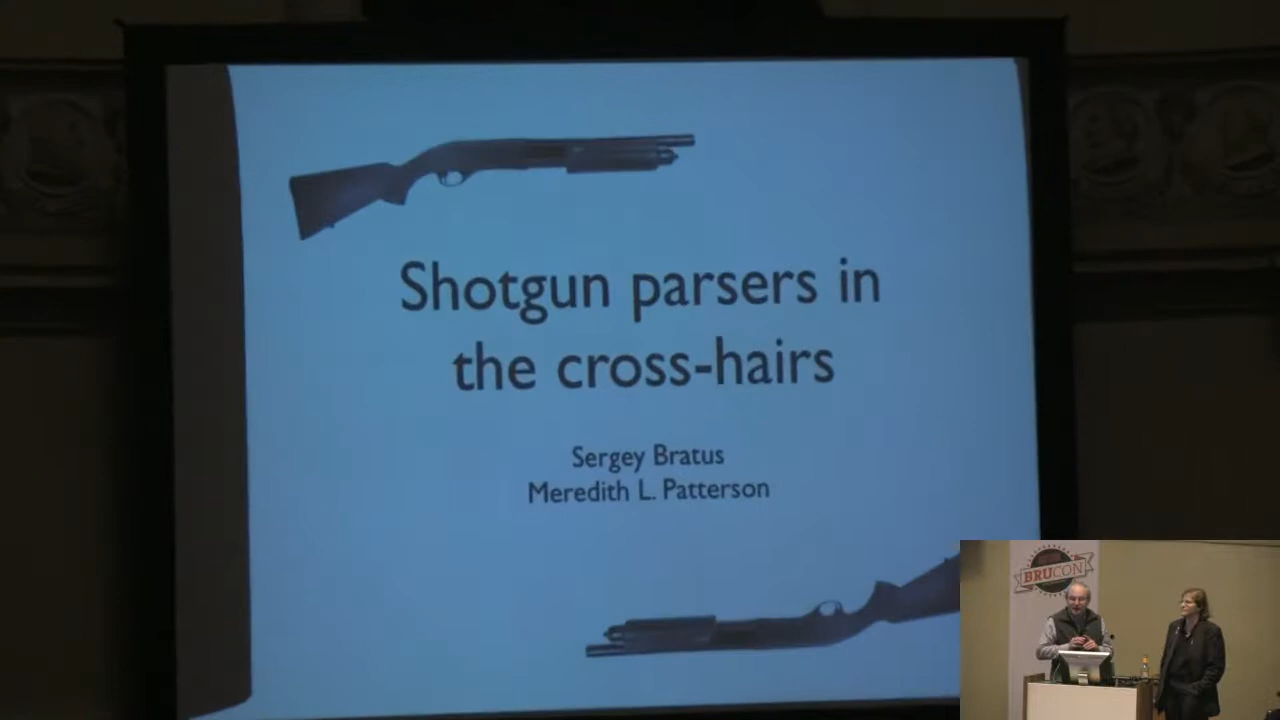 Shotgun parsers in
the cross-hairs
Sergey Bratus
Meredith L. Patterson
BRUCON